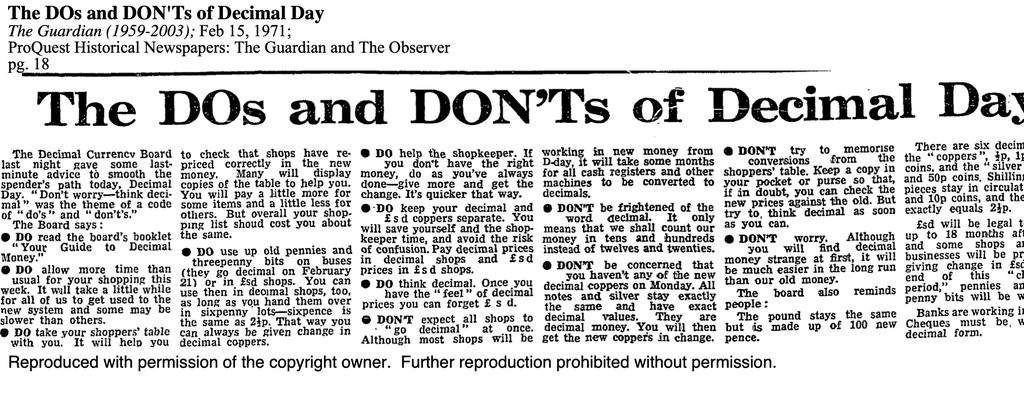 The DOs and DON'Ts of Decimal Day
The Guardian (1959-2003); Feb 15, 1971;
ProQuest Historical Newspapers: The Guardian and The Observer
pg. 18
The DOs and DON'Ts of Decimal Day
The Decimal Currency Board
last night gave some last-
minute advice to smooth the
spender's path today, Decimal
Day. "Don't worry—think deci-
mal" was the theme of a code
of "do's" and "don't's."
The Board says:
● DO read the board's booklet
"Your Guide to Decimal
Money."
● DO allow more time than
usual for your shopping this
week. It will take a little while
for all of us to get used to the
new system and some may be
slower than others.
● DO take your shoppers' table
with you. It will help you
to check that shops have re-
priced correctly in the new
money. Many will display
copies of the table to help you.
You will pay a little more for
some items and a little less for
others. But overall your shop-
ping list shoud cost you about
the same.
● DO use up old pennies and
threepenny bits on buses
(they go decimal on February
21) or in £sd shops. You can
use then in decimal shops, too,
as long as you hand them over
in sixpenny lots—sixpence is
the same as 2½p. That way you
can always be given change in
decimal coppers.
● DO help the shopkeeper. If
you don't have the right
money, do as you've always
done—give more and get the
change. It's quicker that way.
● DO keep your decimal and
£sd coppers separate. You
will save yourself and the shop-
keeper time, and avoid the risk
of confusion. Pay decimal prices
in decimal shops and £sd
prices in £sd shops.
● DO think decimal. Once you
have the "feel" of decimal
prices you can forget £ s d.
● DON'T expect all shops to
"go decimal" at once.
Although most shops will be
working in new money from
D-day, it will take some months
for all cash registers and other
machines to be converted to
decimals.
● DON'T be frightened of the
word decimal. It only
means that we shall count our
money in tens and hundreds
instead of twelves and twenties.
● DON'T be concerned that
you haven't any of the new
decimal coppers on Monday. All
notes and silver stay exactly
the same and have exact
decimal values. They are
decimal money. You will then
get the new coppers in change.
● DON'T try to memorise
conversions from the
shoppers' table. Keep a copy in
your pocket or purse so that,
if in doubt, you can check the
new prices against the old. But
try to think decimal as soon
as you can.
● DON'T worry. Although
you will find decimal
money strange at first, it will
be much easier in the long run
than our old money.
The board also reminds
people:
The pound stays the same
but is made up of 100 new
pence.
There are six decim
the "coppers", ½p, 1p
coins, and the "silver
and 50p coins, Shillin
pieces stay in circulat
and 10p coins, and the
exactly equals 2½p.
£sd will be legal t
up to 18 months aft
and some shops an
businesses will be pr
giving change in £sd
end of this "cl
period," pennies an
penny bits will be w
Banks are working in
Cheques must be, w
decimal form.
Reproduced with permission of the copyright owner. Further reproduction prohibited without permission.